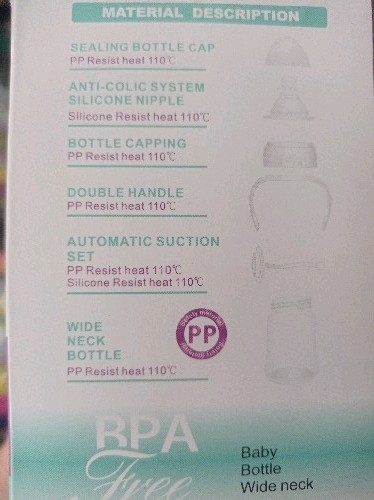 MATERIAL DESCRIPTION
SEALING BOTTLE CAP
PP Resist heat 110℃
ANTI-COLIC SYSTEM
SILICONE NIPPLE
Silicone Resist heat 110℃
BOTTLE CAPPING
PP Resist heat 110℃
DOUBLE HANDLE
PP Resist heat 110℃
AUTOMATIC SUCTION
SET
PP Resist heat 110℃
Silicone Resist heat 110℃
WIDE
NECK
BOTTLE
PP Resist heat 110℃
Safety material
PP
BPA
Free
Baby
Bottle
Wide neck